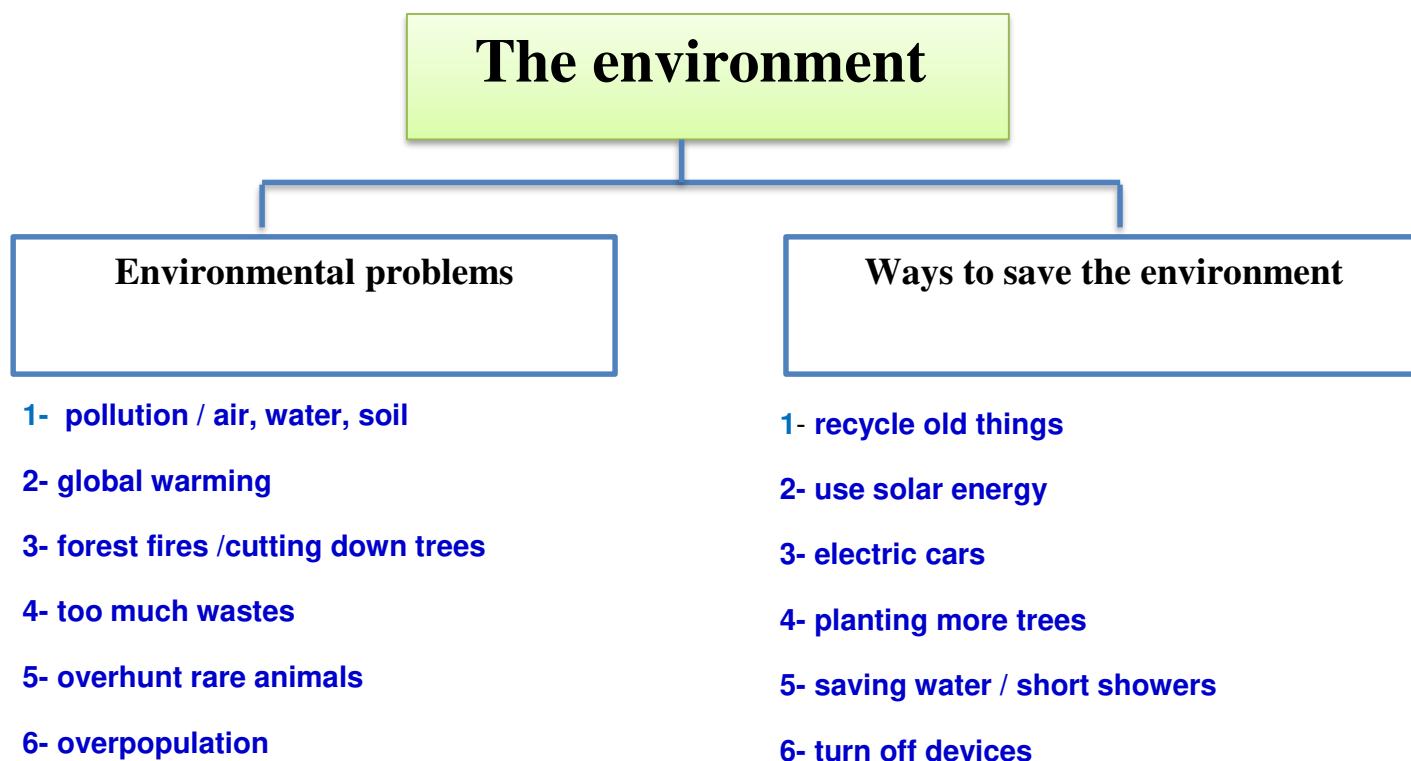 The environment
Environmental problems
1- pollution / air, water, soil
2- global warming
3- forest fires /cutting down trees
4- too much wastes
5- overhunt rare animals
6- overpopulation
Ways to save the environment
1- recycle old things
2- use solar energy
3- electric cars
4- planting more trees
5- saving water / short showers
6- turn off devices